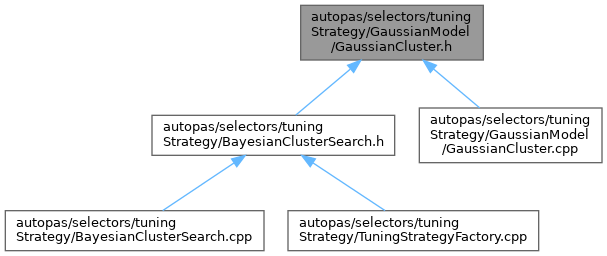 autopas/selectors/tuning
Strategy/GaussianModel
/GaussianCluster.h
autopas/selectors/tuning
Strategy/BayesianClusterSearch.h
autopas/selectors/tuning
Strategy/GaussianModel
/GaussianCluster.cpp
autopas/selectors/tuning
Strategy/BayesianClusterSearch.cpp
autopas/selectors/tuning
Strategy/TuningStrategyFactory.cpp